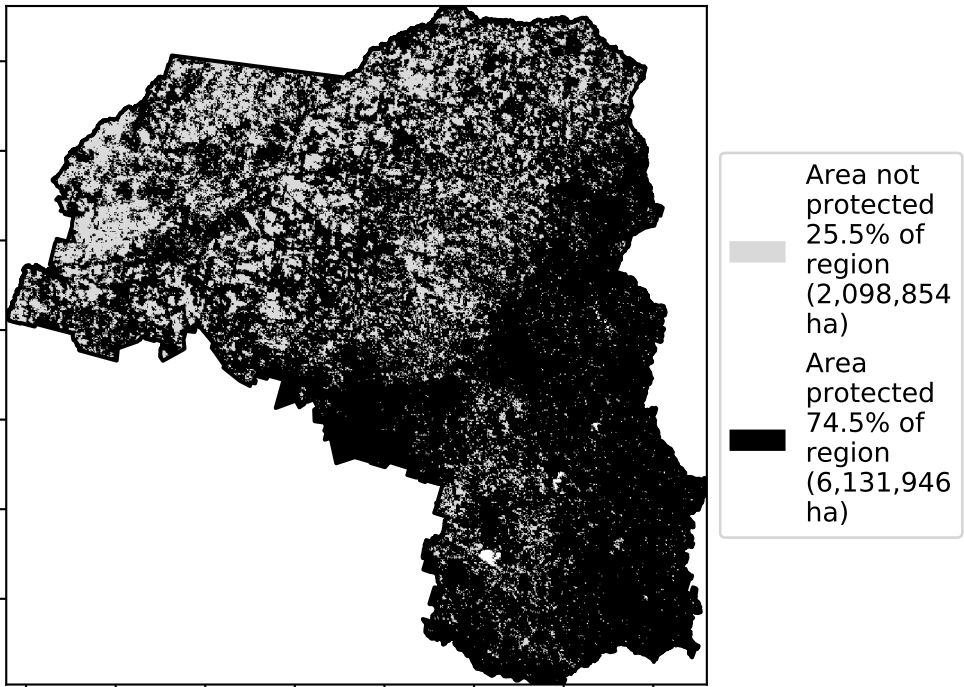 Area not
protected
25.5% of
region
(2,098,854
ha)
Area
protected
74.5% of
region
(6,131,946
ha)